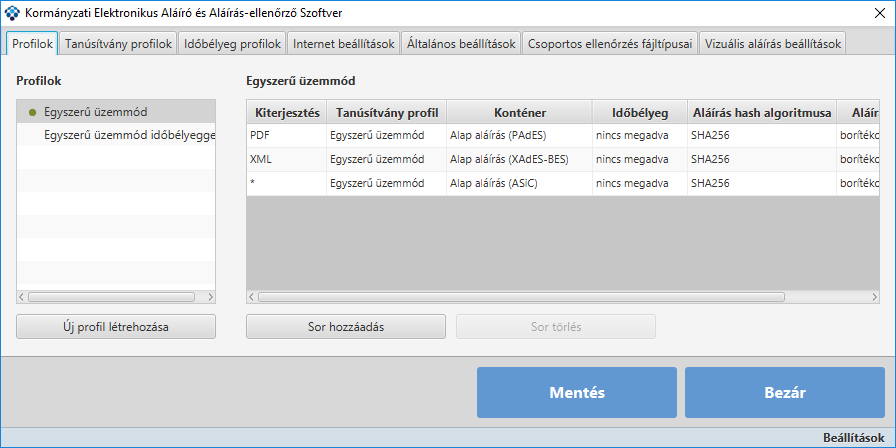 Kormányzati Elektronikus Aláíró és Aláírás-ellenőrző Szoftver
Profilok Tanúsítvány profilok Időbélyeg profilok Internet beállítások Általános beállítások Csoportos ellenőrzés fájltípusai Vizuális aláírás beállítások
Profilok
Egyszerű üzemmód
Egyszerű üzemmód időbélyegge
Új profil létrehozása
Egyszerű üzemmód
Kiterjesztés Tanúsítvány profil Konténer Időbélyeg Aláírás hash algoritmusa Aláír
PDF Egyszerű üzemmód Alap aláírás (PAdES) nincs megadva SHA256 borítéko
XML Egyszerű üzemmód Alap aláírás (XAdES-BES) nincs megadva SHA256 borítéko
* Egyszerű üzemmód Alap aláírás (ASiC) nincs megadva SHA256 borítéko
Sor hozzáadás Sor törlés
Mentés Bezár
Beállítások